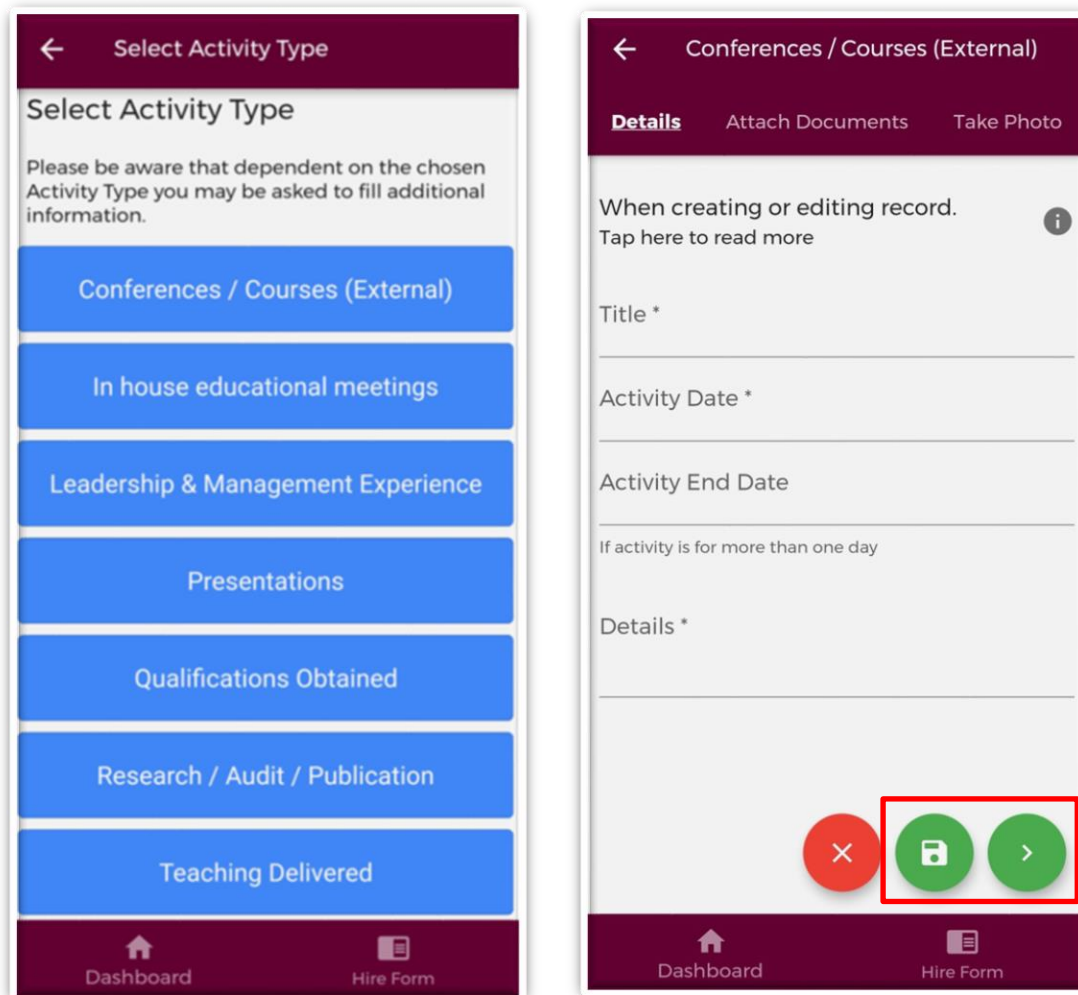 Select Activity Type
Select Activity Type
Please be aware that dependent on the chosen
Activity Type you may be asked to fill additional
information.
Conferences / Courses (External)
In house educational meetings
Leadership & Management Experience
Presentations
Qualifications Obtained
Research / Audit / Publication
Teaching Delivered
Dashboard
Hire Form
Conferences / Courses (External)
Details
Attach Documents
Take Photo
When creating or editing record.
Tap here to read more
Title *
Activity Date *
Activity End Date
If activity is for more than one day
Details *
Dashboard
Hire Form